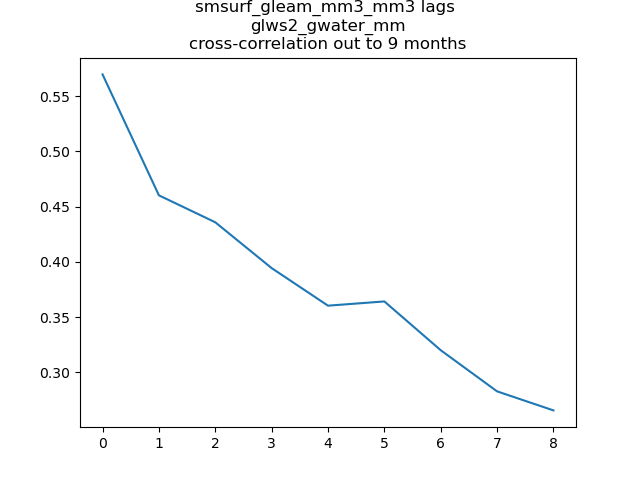 smsurf_gleam_mm3_mm3 lags
glws2_gwater_mm
cross-correlation out to 9 months
0.55
0.50
0.45
0.40
0.35
0.30
0 1 2 3 4 5 6 7 8